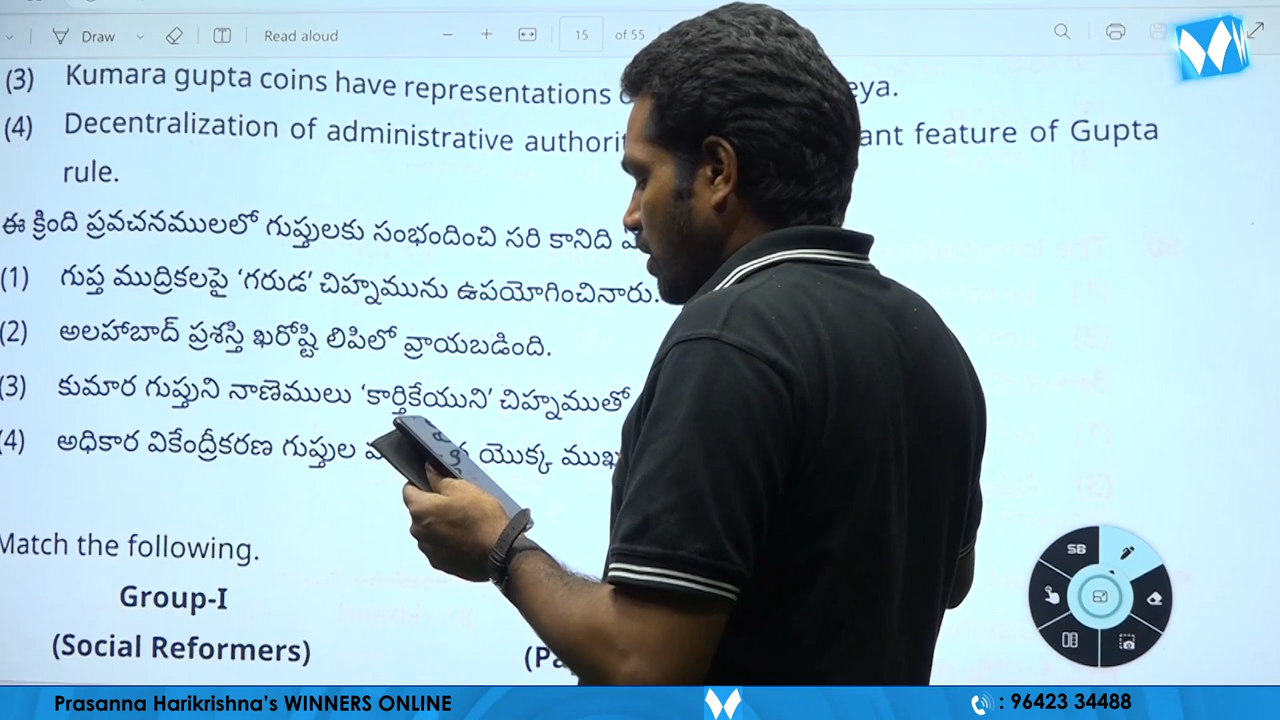 Draw
Read aloud
15 of 55
(3) Kumara gupta coins have representations eya.
(4) Decentralization of administrative authorit ant feature of Gupta
rule.
ఈ క్రింది ప్రవచనములలో గుప్తులకు సంభందించి సరి కానిది
(1) గుప్త ముద్రికలపై 'గరుడ' చిహ్నమును ఉపయోగించినారు.
(2) అలహాబాద్ ప్రశస్తి ఖరోష్టి లిపిలో వ్రాయబడింది.
(3) కుమార గుప్తుని నాణెములు 'కార్తికేయుని' చిహ్నముతో
(4) అధికార వికేంద్రీకరణ గుప్తుల యొక్క ముఖ
Match the following.
Group-I
(Social Reformers)
(Pa
SB
Prasanna Harikrishna's WINNERS ONLINE
: 96423 34488